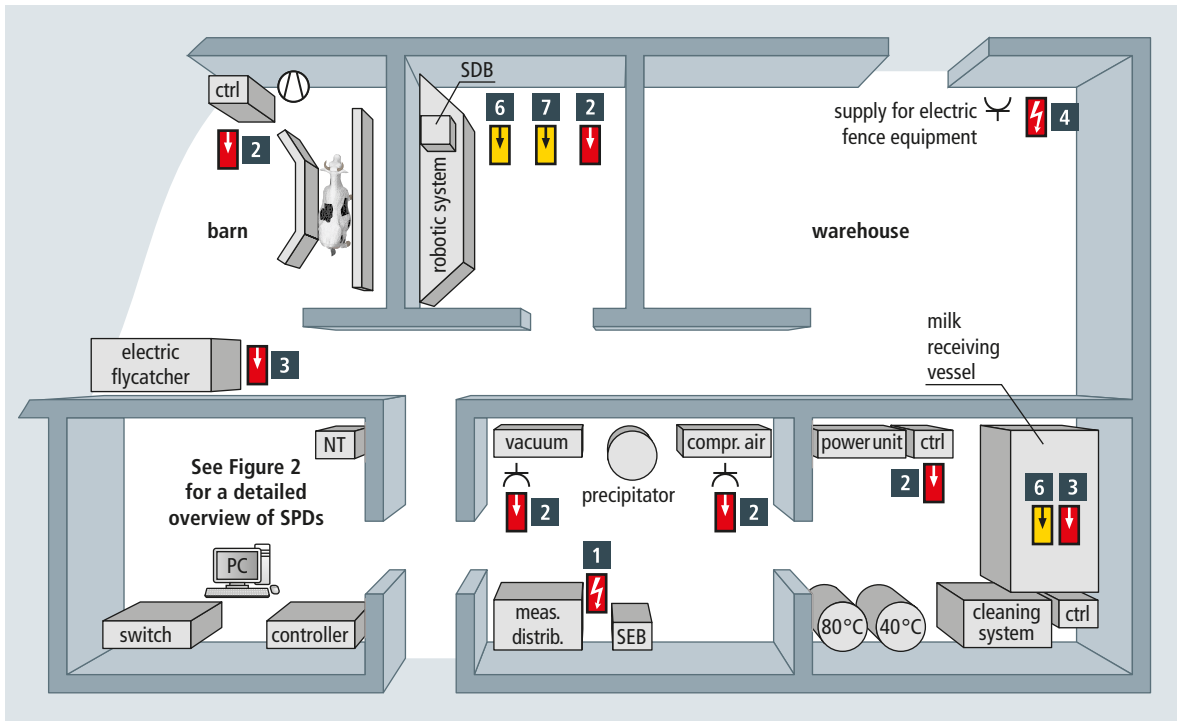 ctrl
2
barn
SDB
6 7 2
robotic system
supply for electric
fence equipment
4
warehouse
electric
flycatcher
3
milk
receiving
vessel
NT
See Figure 2
for a detailed
overview of SPDs
PC
switch
controller
vacuum
2
precipitator
compr. air
2
1
meas.
distrib.
SEB
power unit
ctrl
2
6 3
80°C
40°C
cleaning
system
ctrl